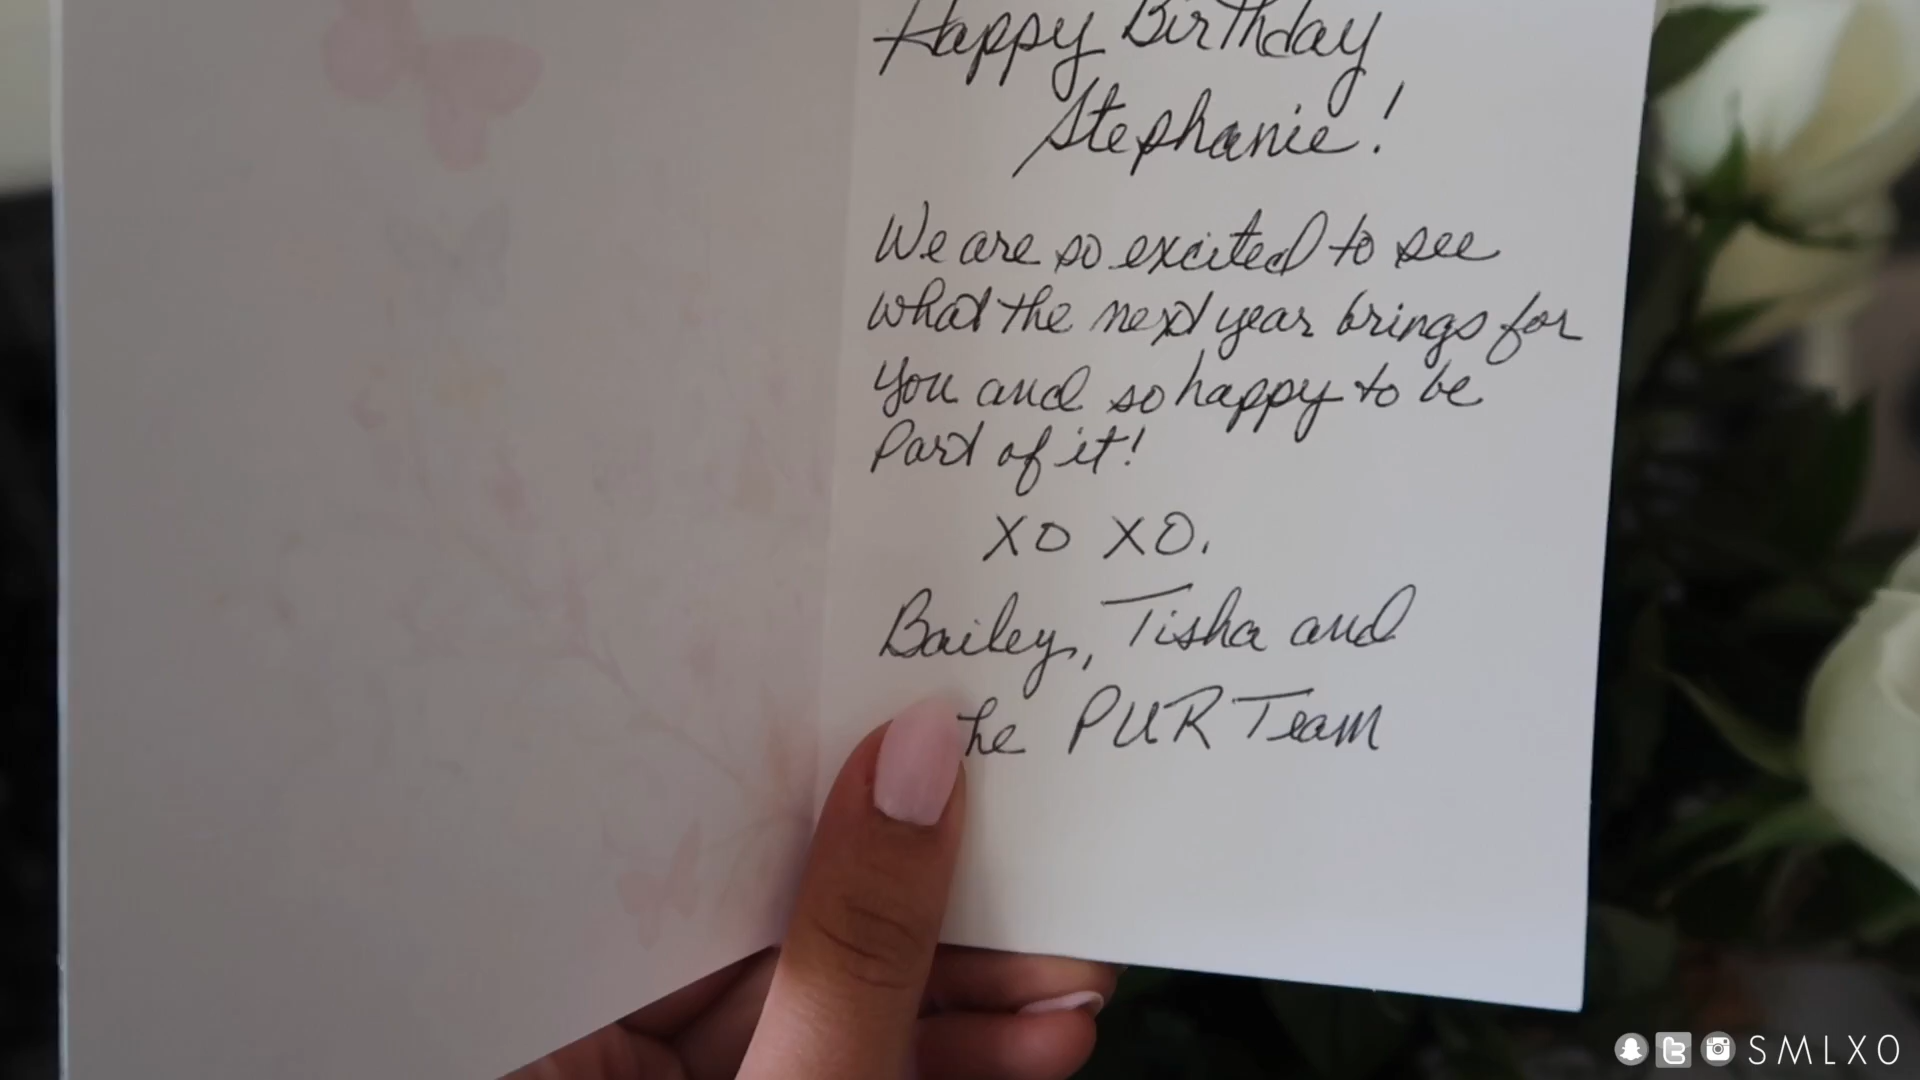 Happy Birthday
Stephanie!
We are so excited to see
what the next year brings for
you and so happy to be
Part of it!
XO XO.
Bailey, Tisha and
he PUR Team
SMLXO